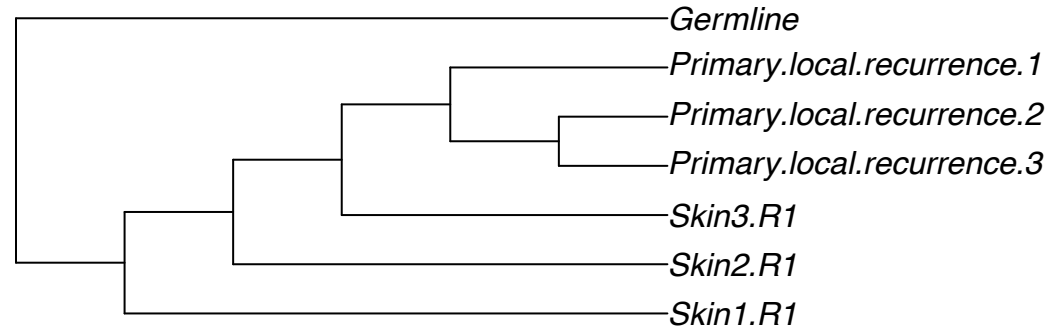 Germline
Primary.local.recurrence.1
Primary.local.recurrence.2
Primary.local.recurrence.3
Skin3.R1
Skin2.R1
Skin1.R1